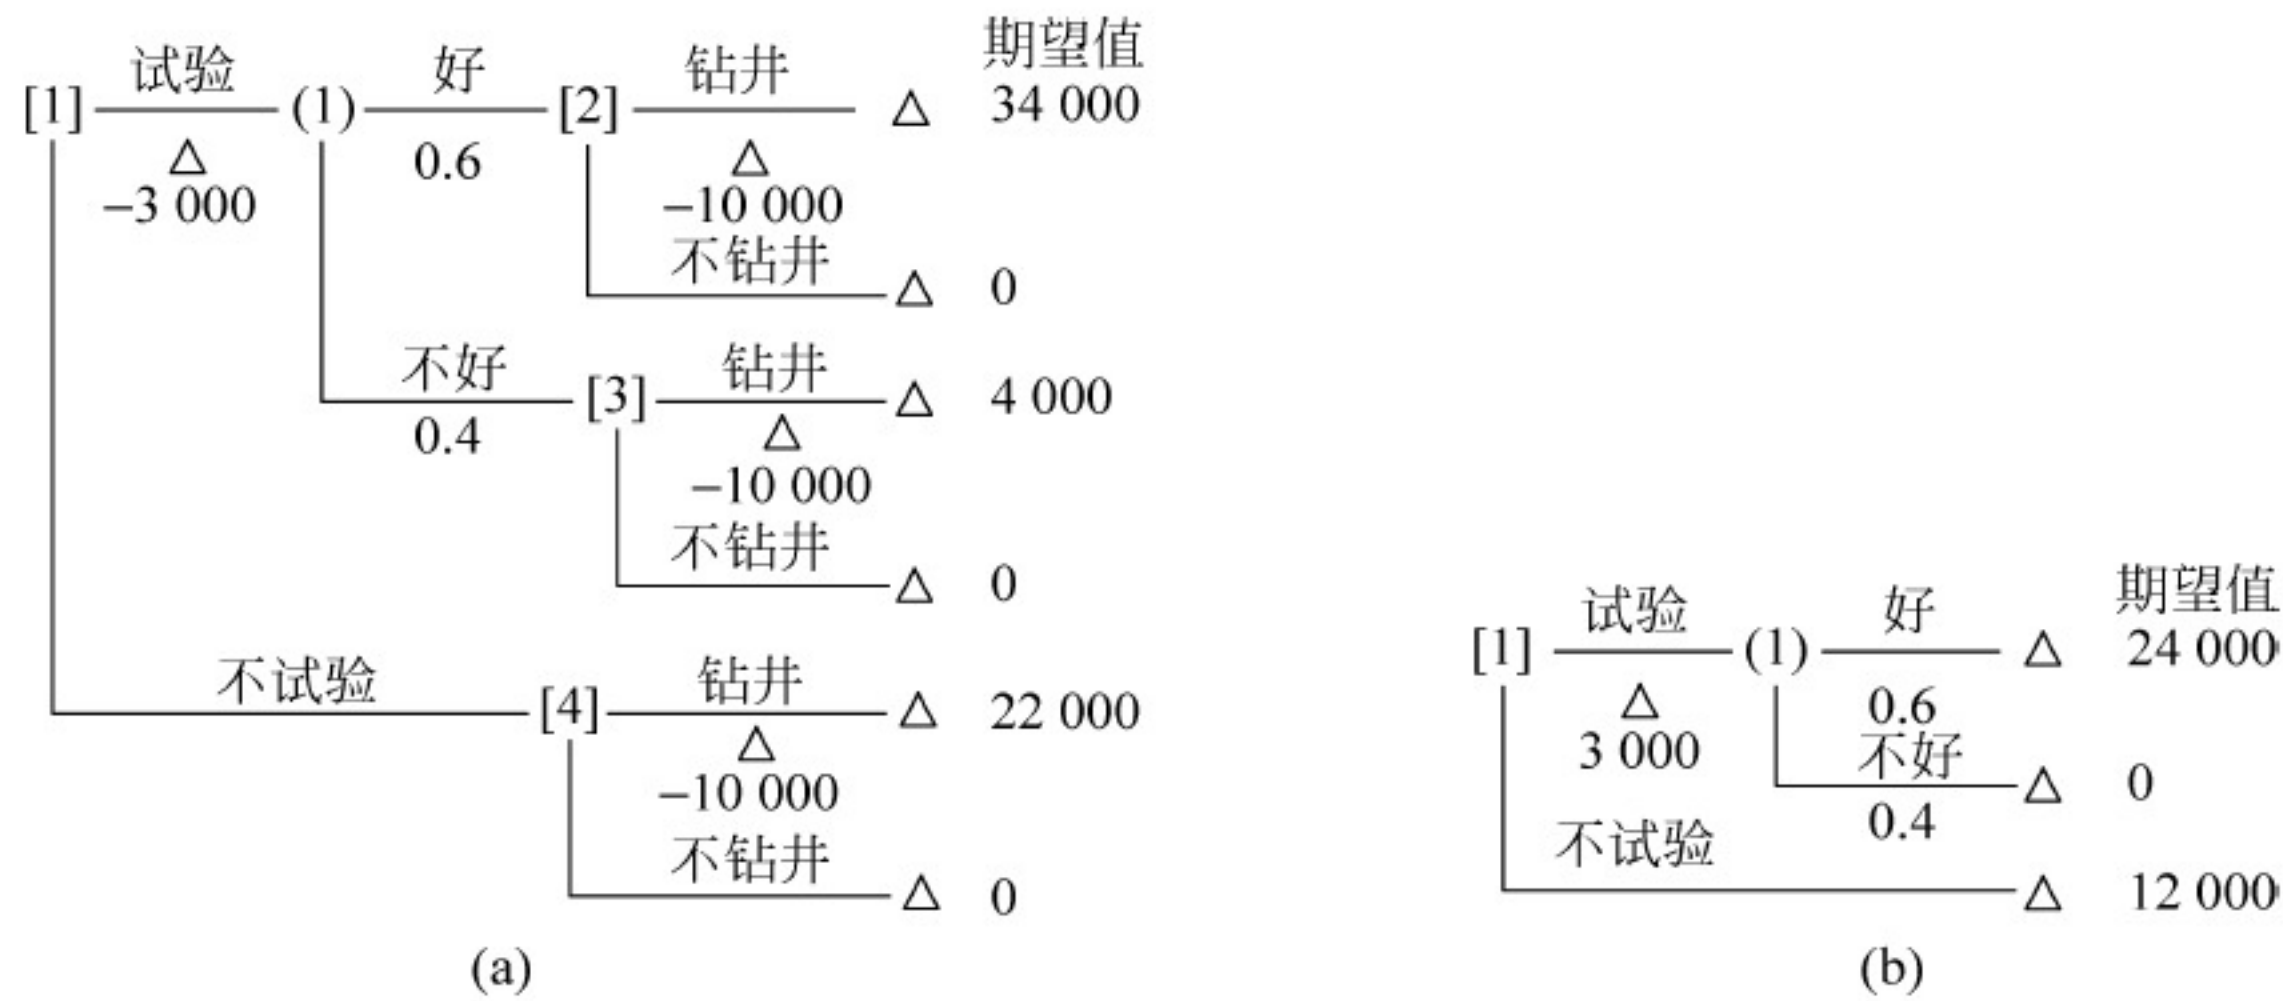 期望值
试验 好 钻井
[1] (1) [2] △ 34 000
△ 0.6 △
−3 000 −10 000
不钻井
△ 0
不好 钻井
[3] △ 4 000
0.4 △
−10 000
不钻井
△ 0
不试验 钻井
[4] △ 22 000
△
−10 000
不钻井
△ 0
(a)
期望值
试验 好
[1] (1) △ 24 000
△ 0.6
3 000 不好
△ 0
0.4
不试验
△ 12 000
(b)